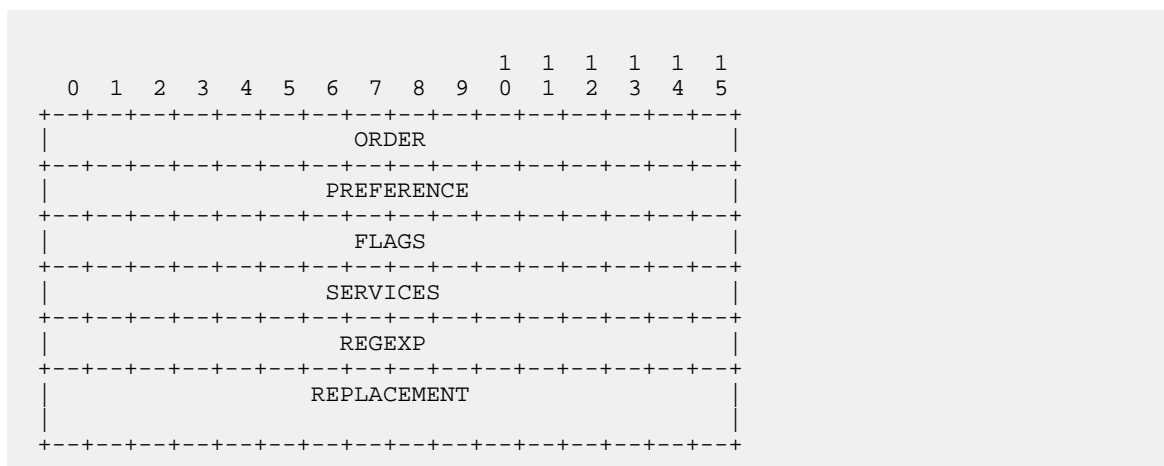 1  1  1  1  1  1
  0  1  2  3  4  5  6  7  8  9  0  1  2  3  4  5
+--+--+--+--+--+--+--+--+--+--+--+--+--+--+--+--+
|                     ORDER                     |
+--+--+--+--+--+--+--+--+--+--+--+--+--+--+--+--+
|                   PREFERENCE                  |
+--+--+--+--+--+--+--+--+--+--+--+--+--+--+--+--+
|                     FLAGS                     |
+--+--+--+--+--+--+--+--+--+--+--+--+--+--+--+--+
|                   SERVICES                    |
+--+--+--+--+--+--+--+--+--+--+--+--+--+--+--+--+
|                    REGEXP                     |
+--+--+--+--+--+--+--+--+--+--+--+--+--+--+--+--+
|                  REPLACEMENT                  |
|                                               |
+--+--+--+--+--+--+--+--+--+--+--+--+--+--+--+--+